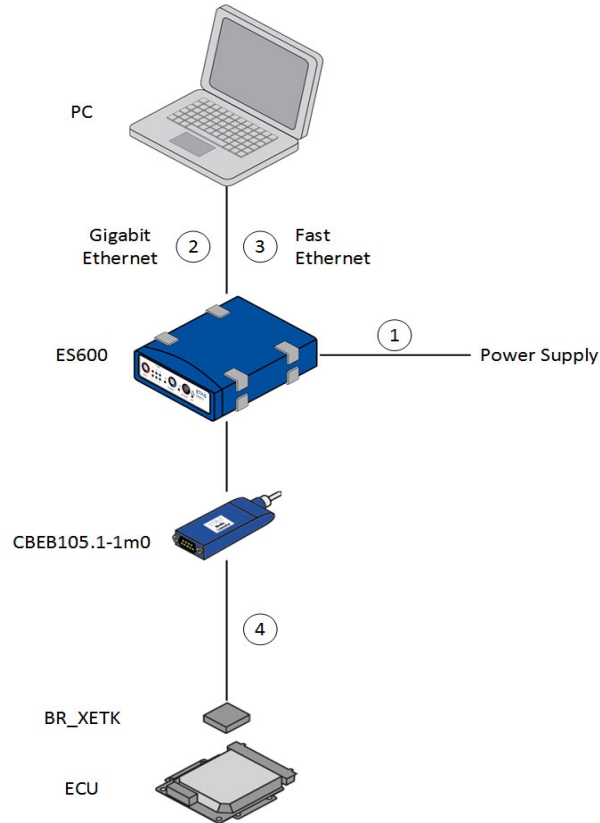 PC
Gigabit
Ethernet
2
3
Fast
Ethernet
1
ES600
Power Supply
CBEB105.1-1m0
4
BR_XETK
ECU